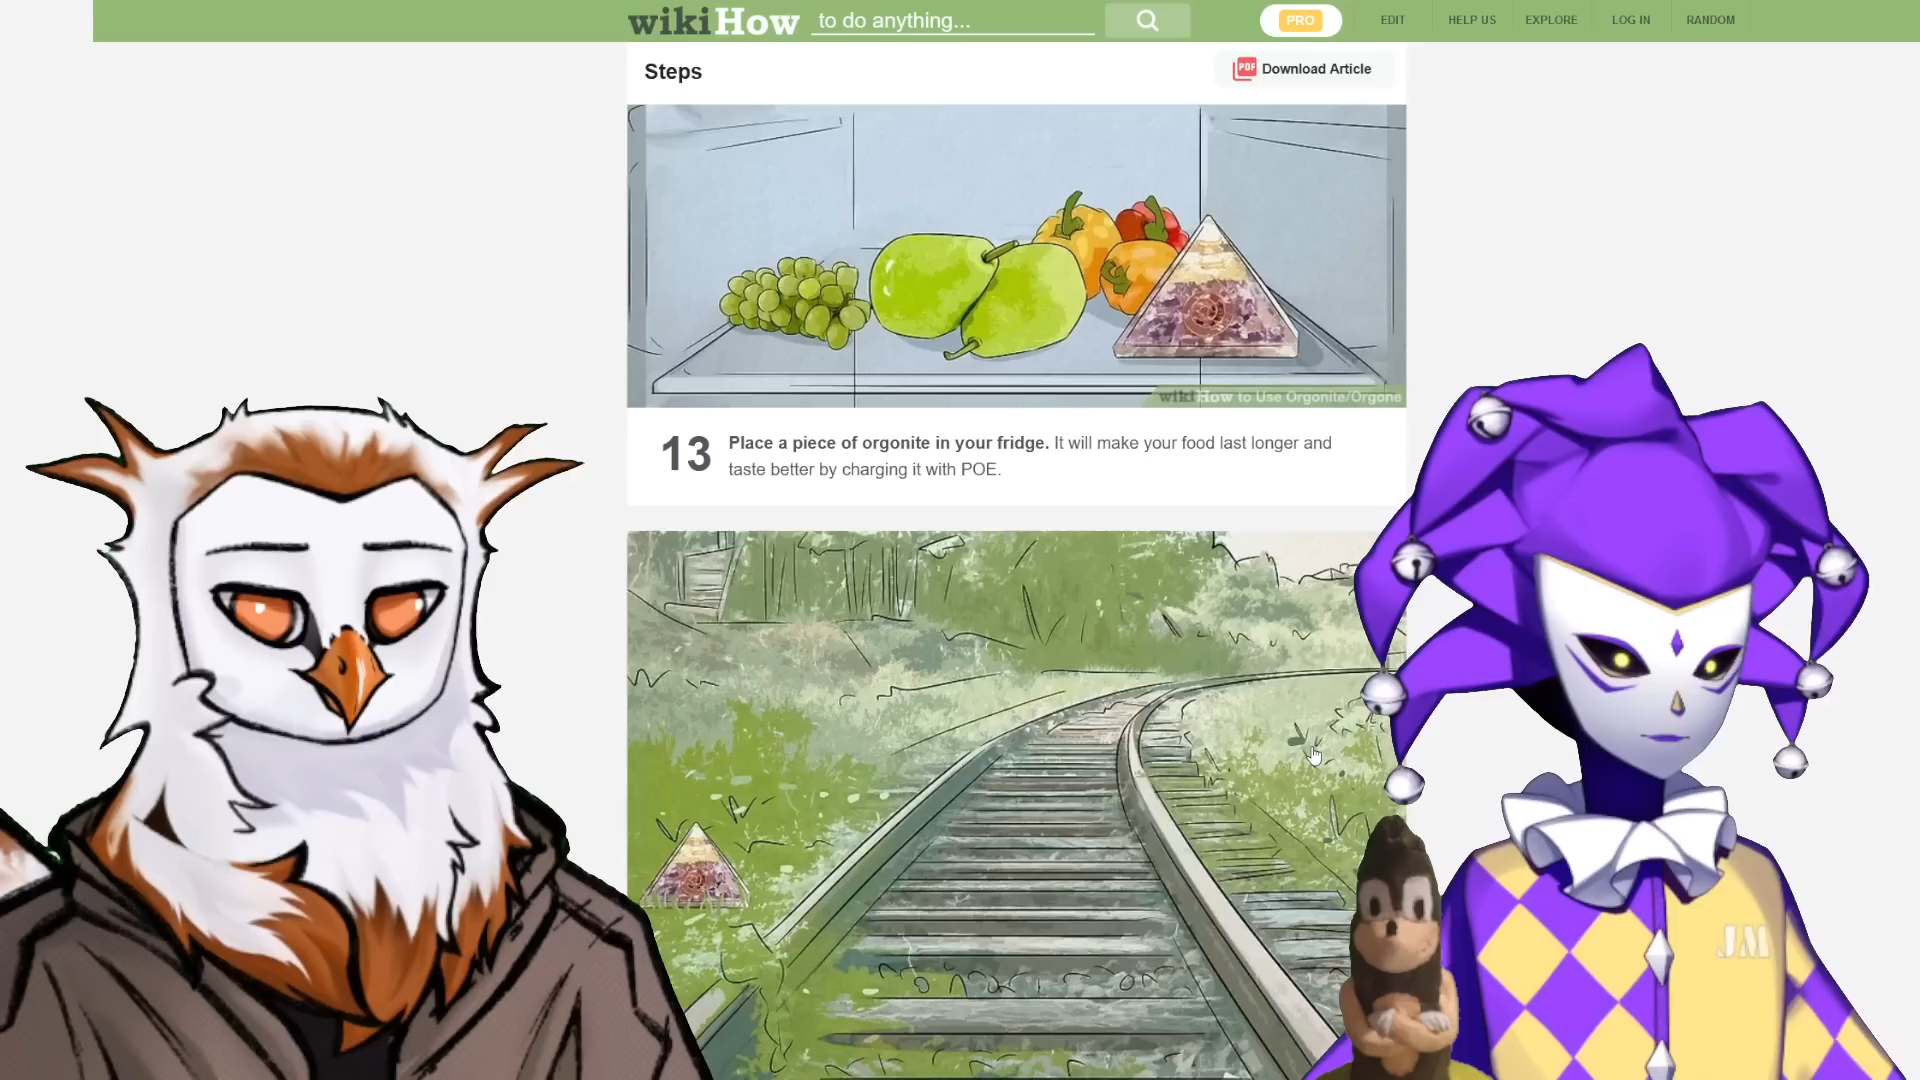 wikiHow to do anything... PRO EDIT HELP US EXPLORE LOG IN RANDOM
Steps
PDF Download Article
wikiHow to Use Orgonite/Orgone
13 Place a piece of orgonite in your fridge. It will make your food last longer and
taste better by charging it with POE.
JM